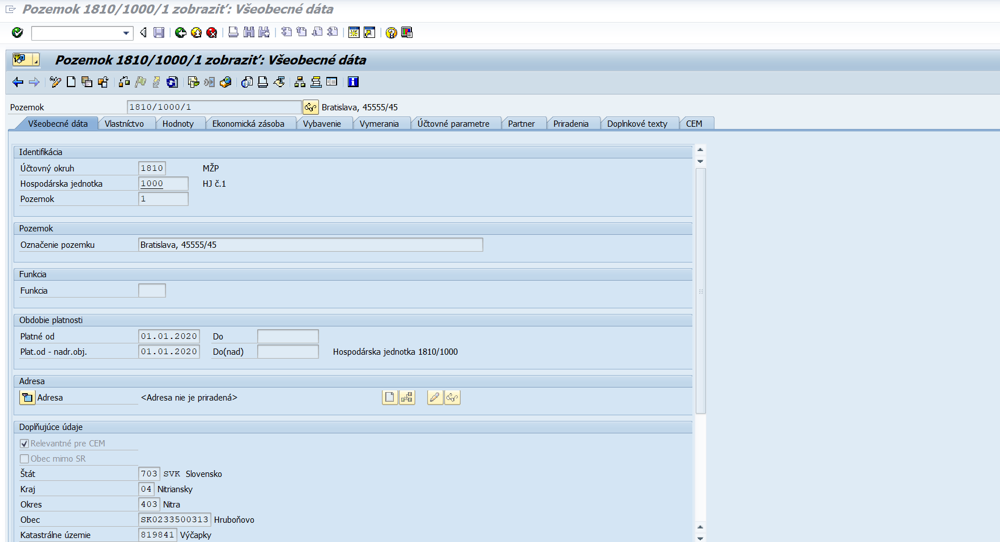 Pozemok 1810/1000/1 zobraziť: Všeobecné dáta
Pozemok 1810/1000/1 zobraziť: Všeobecné dáta
Pozemok 1810/1000/1 Bratislava, 45555/45
Všeobecné dáta Vlastníctvo Hodnoty Ekonomická zásoba Vybavenie Vymerania Účtovné parametre Partner Priradenia Doplnkové texty CEM
Identifikácia
Účtovný okruh 1810 MŽP
Hospodárska jednotka 1000 HJ č.1
Pozemok 1
Pozemok
Označenie pozemku Bratislava, 45555/45
Funkcia
Funkcia
Obdobie platnosti
Platné od 01.01.2020 Do
Plat.od - nadr.obj. 01.01.2020 Do(nad) Hospodárska jednotka 1810/1000
Adresa
Adresa <Adresa nie je priradená>
Doplňujúce údaje
Relevantné pre CEM
Obec mimo SR
Štát 703 SVK Slovensko
Kraj 04 Nitriansky
Okres 403 Nitra
Obec SK0233500313 Hruboňovo
Katastrálne územie 819841 Výčapky